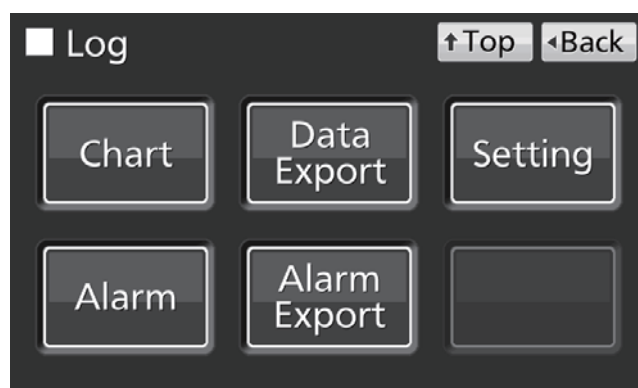 Log
↑Top
◂Back
Chart
Data
Export
Setting
Alarm
Alarm
Export